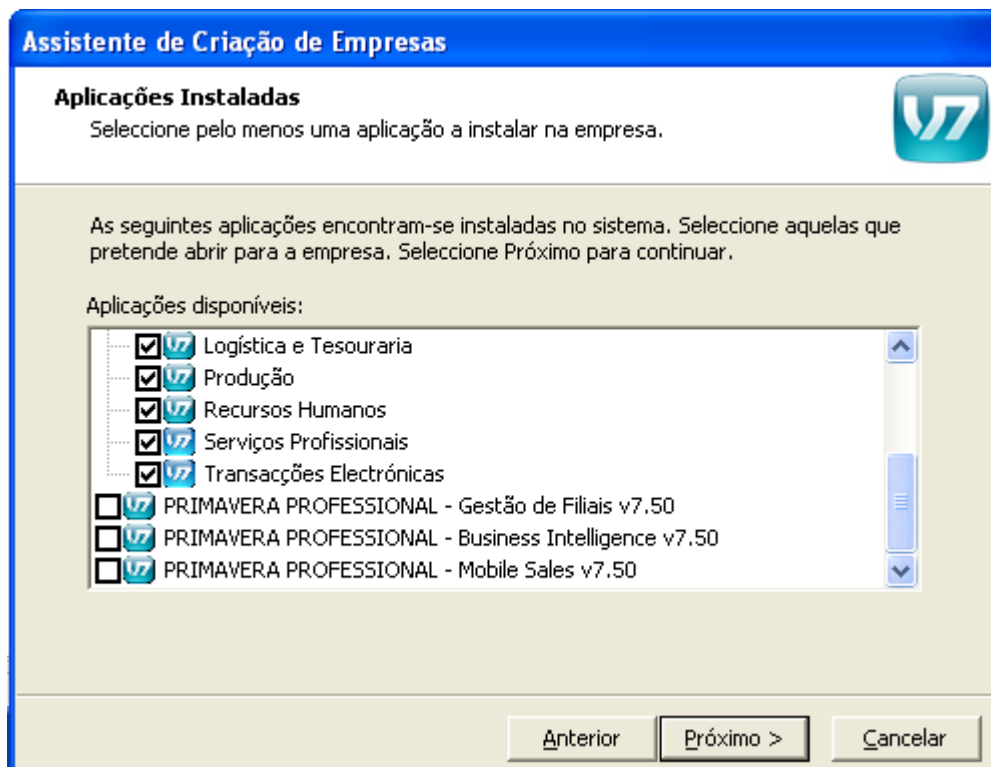 Assistente de Criação de Empresas
Aplicações Instaladas
Seleccione pelo menos uma aplicação a instalar na empresa.
As seguintes aplicações encontram-se instaladas no sistema. Seleccione aquelas que
pretende abrir para a empresa. Seleccione Próximo para continuar.
Aplicações disponíveis:
Logística e Tesouraria
Produção
Recursos Humanos
Serviços Profissionais
Transacções Electrónicas
PRIMAVERA PROFESSIONAL - Gestão de Filiais v7.50
PRIMAVERA PROFESSIONAL - Business Intelligence v7.50
PRIMAVERA PROFESSIONAL - Mobile Sales v7.50
Anterior Próximo > Cancelar